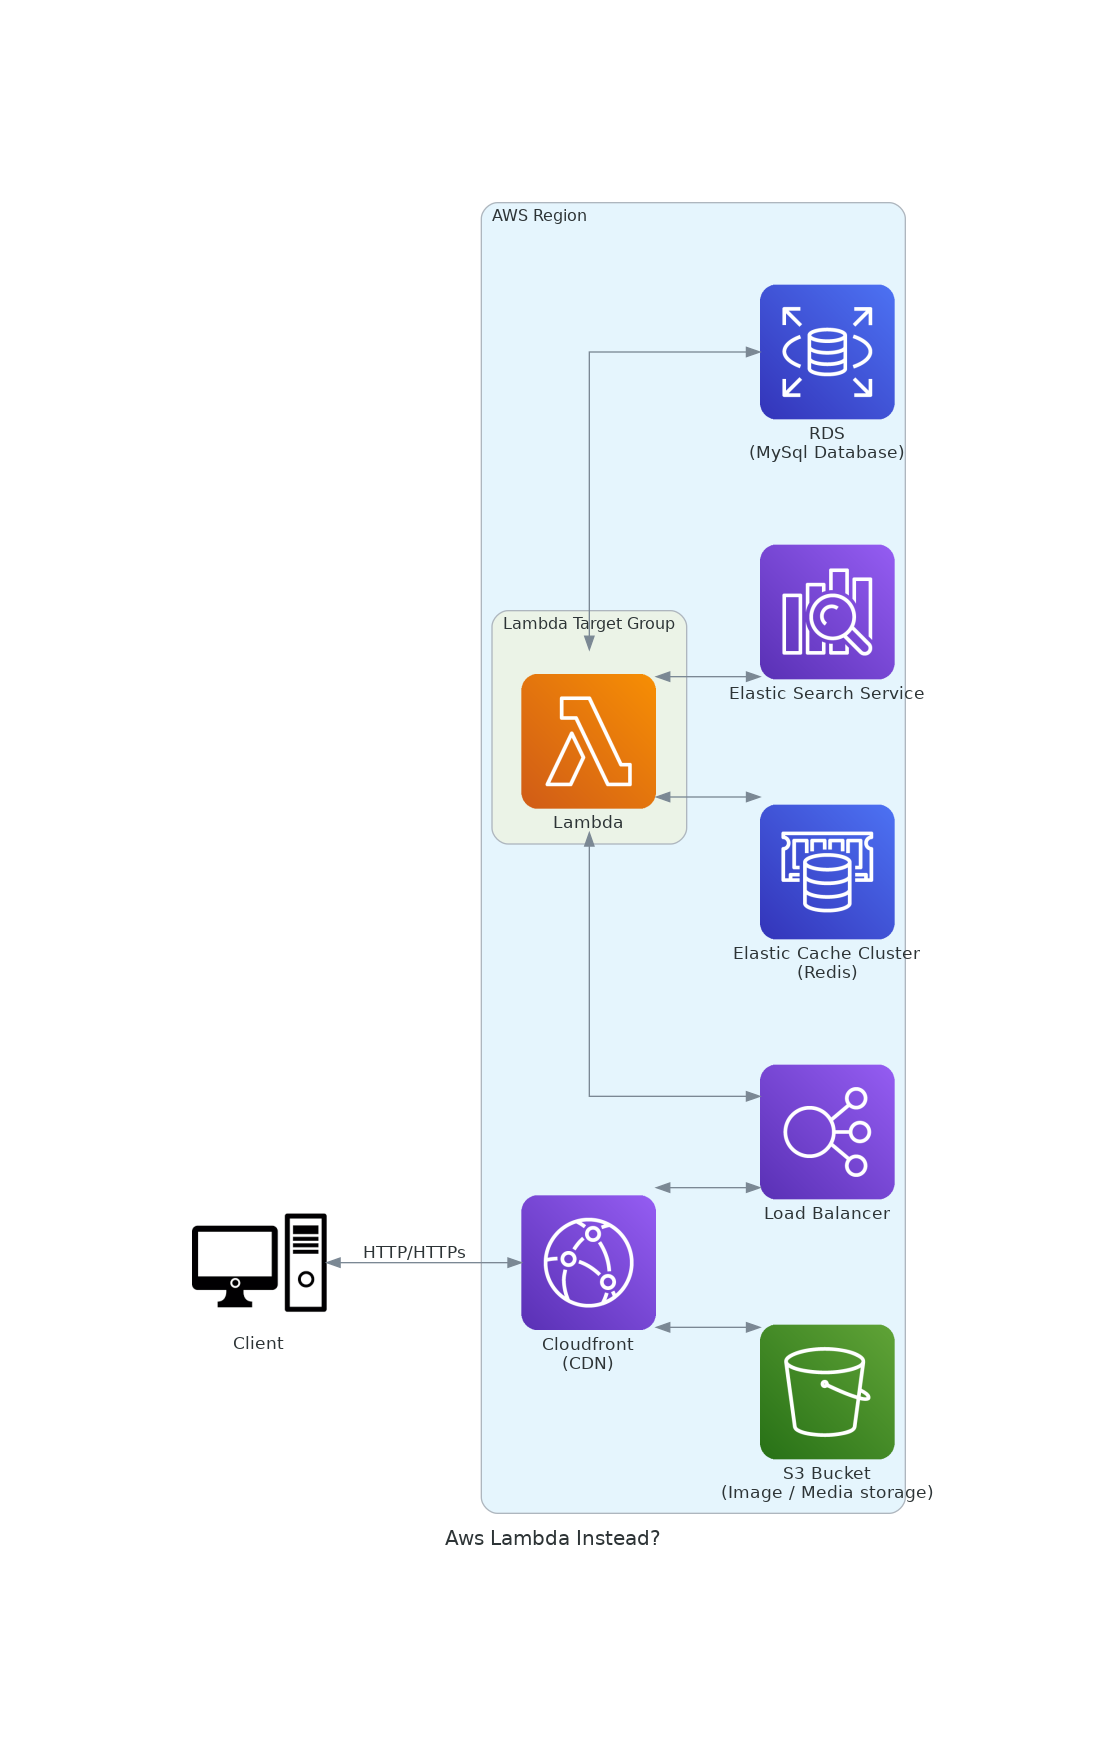 AWS Region
RDS
(MySql Database)
Elastic Search Service
Lambda Target Group
Lambda
Elastic Cache Cluster
(Redis)
Load Balancer
HTTP/HTTPs
Client
Cloudfront
(CDN)
S3 Bucket
(Image / Media storage)
Aws Lambda Instead?